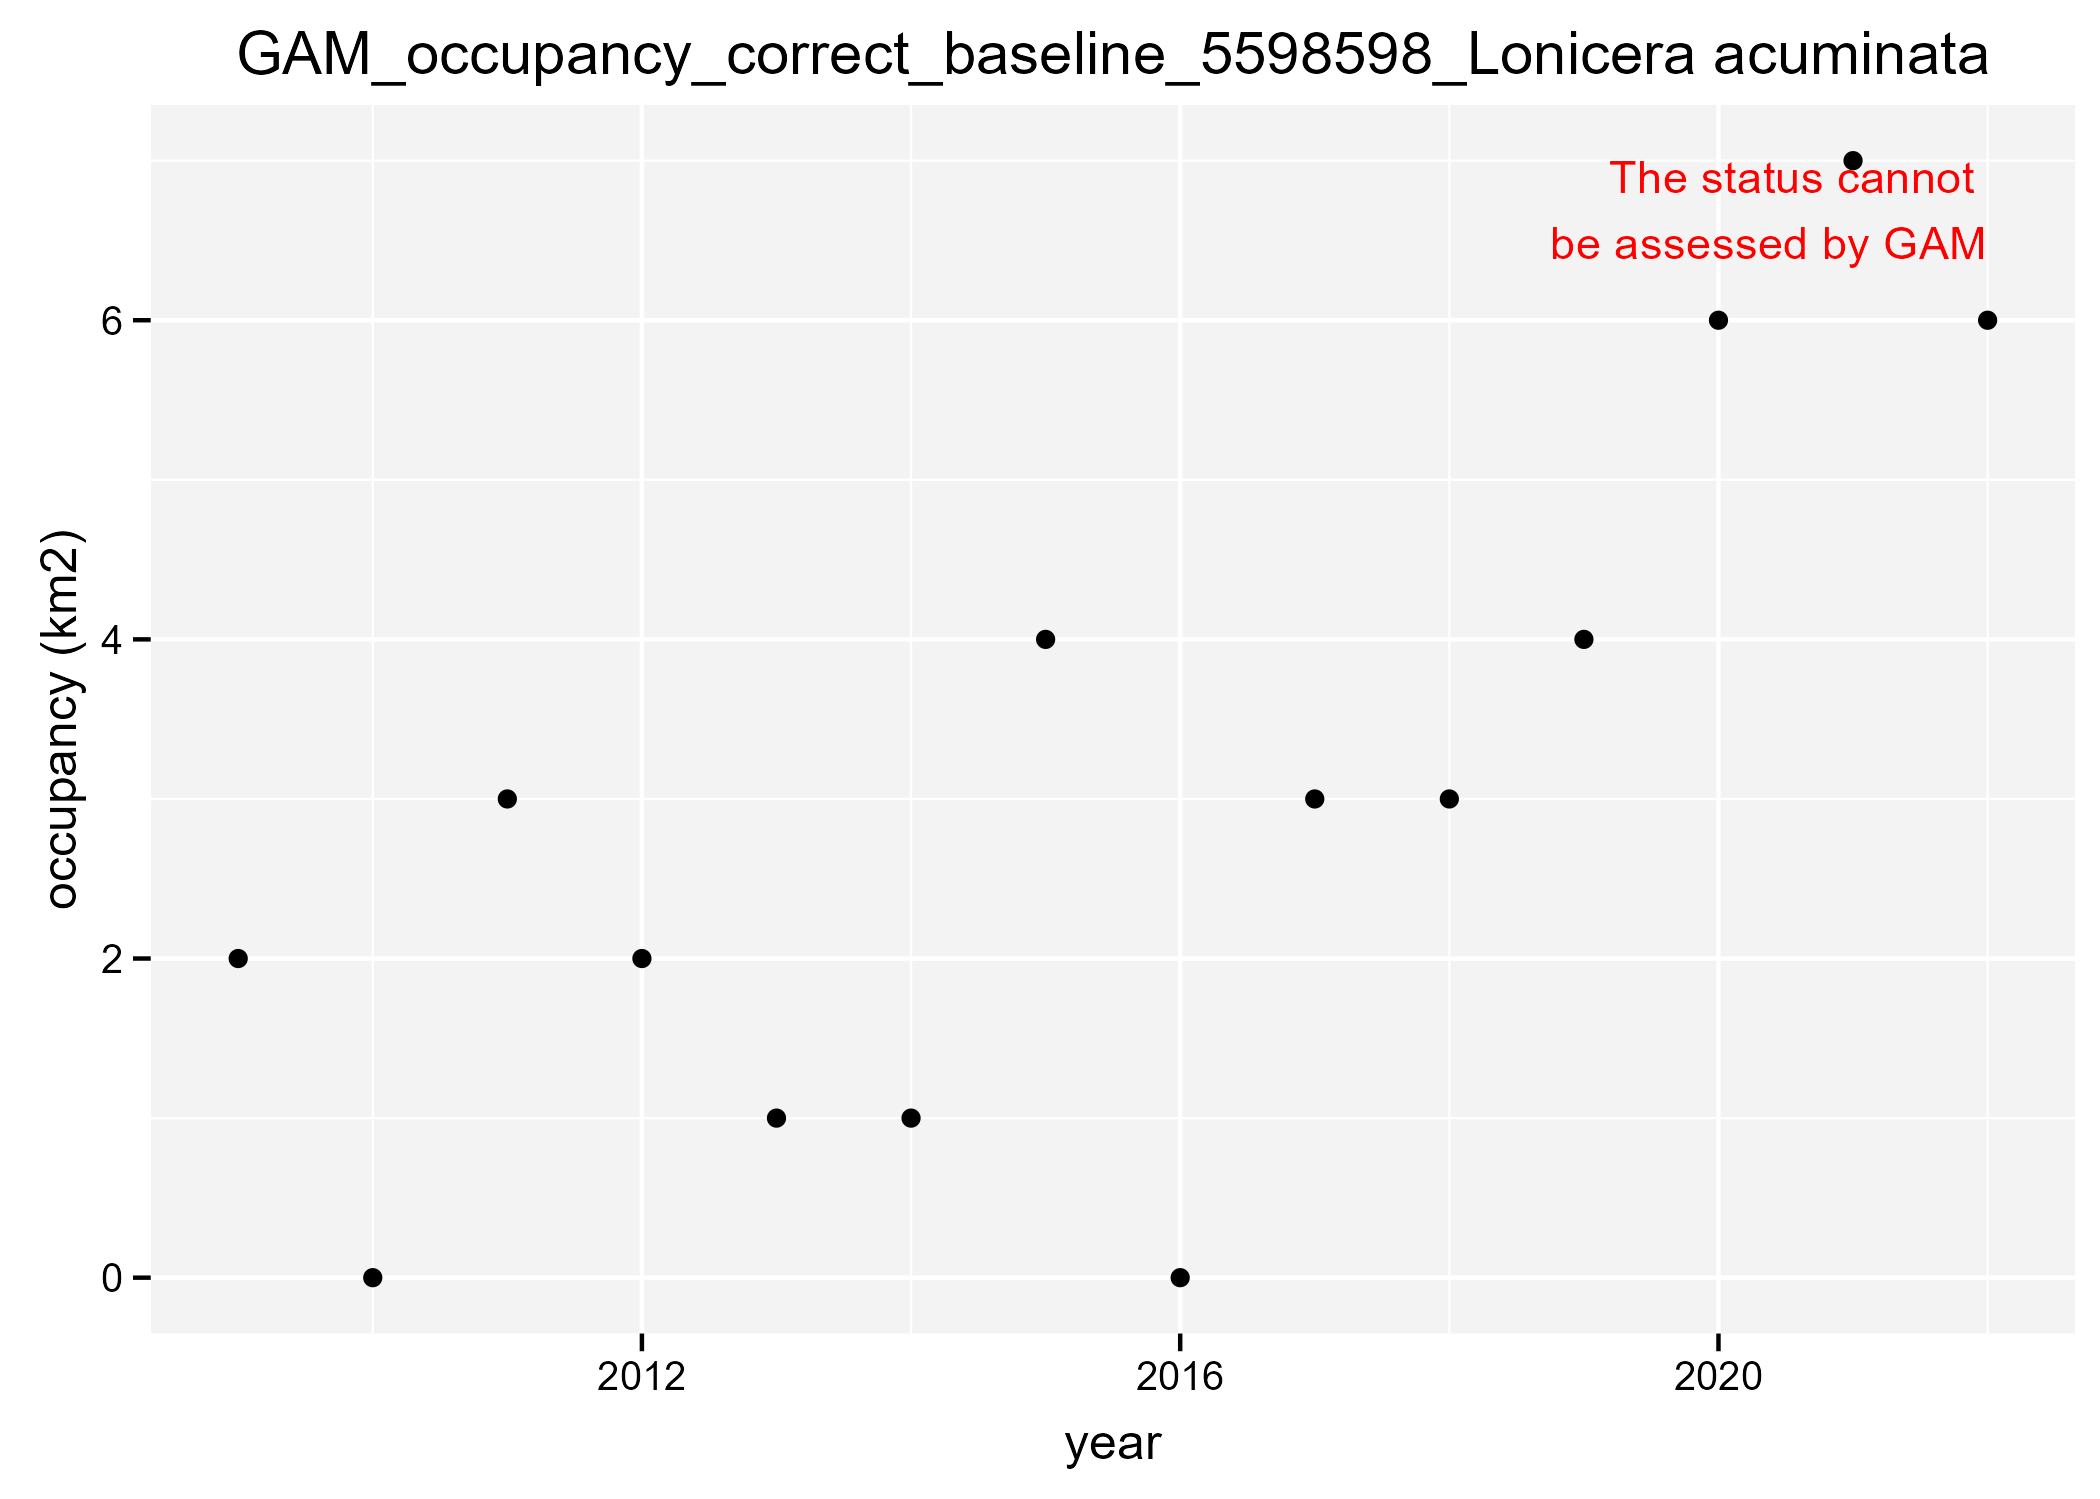 GAM_occupancy_correct_baseline_5598598_Lonicera acuminata
The status cannot
be assessed by GAM
occupancy (km2)
6
4
2
0
2012 2016 2020
year